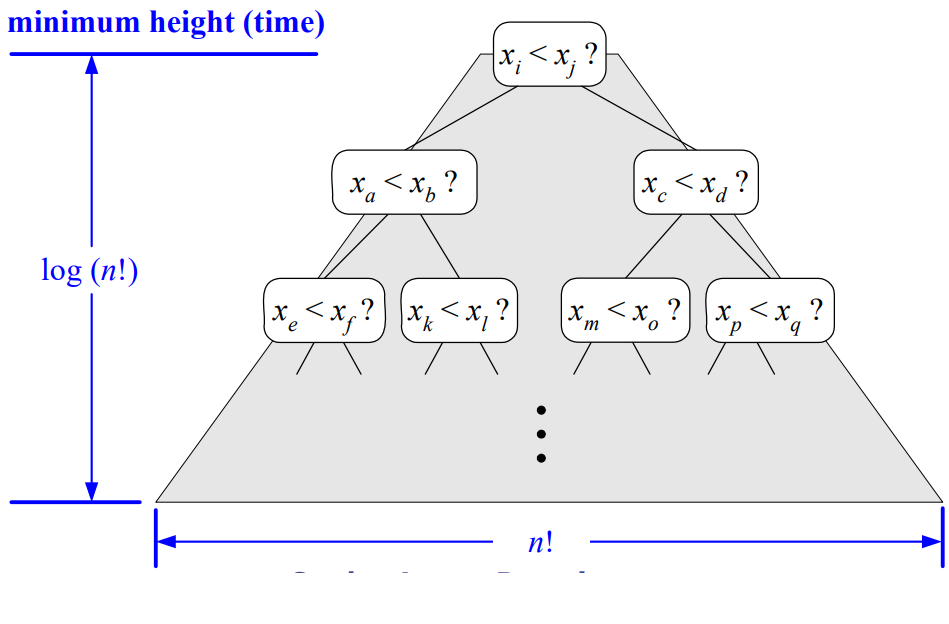 minimum height (time)
x_i < x_j ?
x_a < x_b ?
x_c < x_d ?
log (n!)
x_e < x_f ?
x_k < x_l ?
x_m < x_o ?
x_p < x_q ?
n!